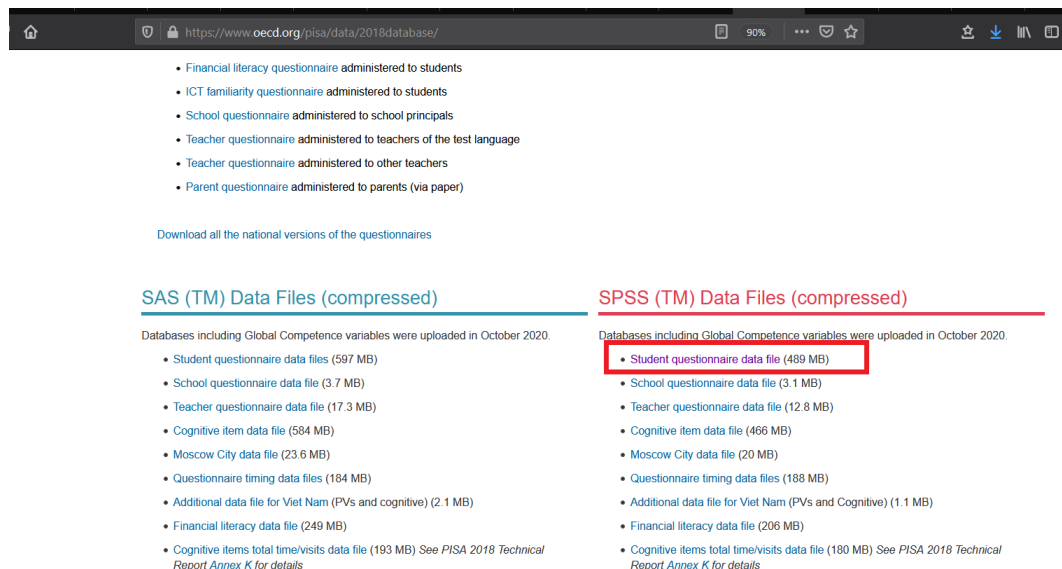 https://www.oecd.org/pisa/data/2018database/
90%
Financial literacy questionnaire administered to students
ICT familiarity questionnaire administered to students
School questionnaire administered to school principals
Teacher questionnaire administered to teachers of the test language
Teacher questionnaire administered to other teachers
Parent questionnaire administered to parents (via paper)
Download all the national versions of the questionnaires
SAS (TM) Data Files (compressed)
Databases including Global Competence variables were uploaded in October 2020.
Student questionnaire data files (597 MB)
School questionnaire data file (3.7 MB)
Teacher questionnaire data file (17.3 MB)
Cognitive item data file (584 MB)
Moscow City data file (23.6 MB)
Questionnaire timing data files (184 MB)
Additional data file for Viet Nam (PVs and cognitive) (2.1 MB)
Financial literacy data file (249 MB)
Cognitive items total time/visits data file (193 MB) See PISA 2018 Technical
Report Annex K for details
SPSS (TM) Data Files (compressed)
Databases including Global Competence variables were uploaded in October 2020.
Student questionnaire data file (489 MB)
School questionnaire data file (3.1 MB)
Teacher questionnaire data file (12.8 MB)
Cognitive item data file (466 MB)
Moscow City data file (20 MB)
Questionnaire timing data files (188 MB)
Additional data file for Viet Nam (PVs and Cognitive) (1.1 MB)
Financial literacy data file (206 MB)
Cognitive items total time/visits data file (180 MB) See PISA 2018 Technical
Report Annex K for details